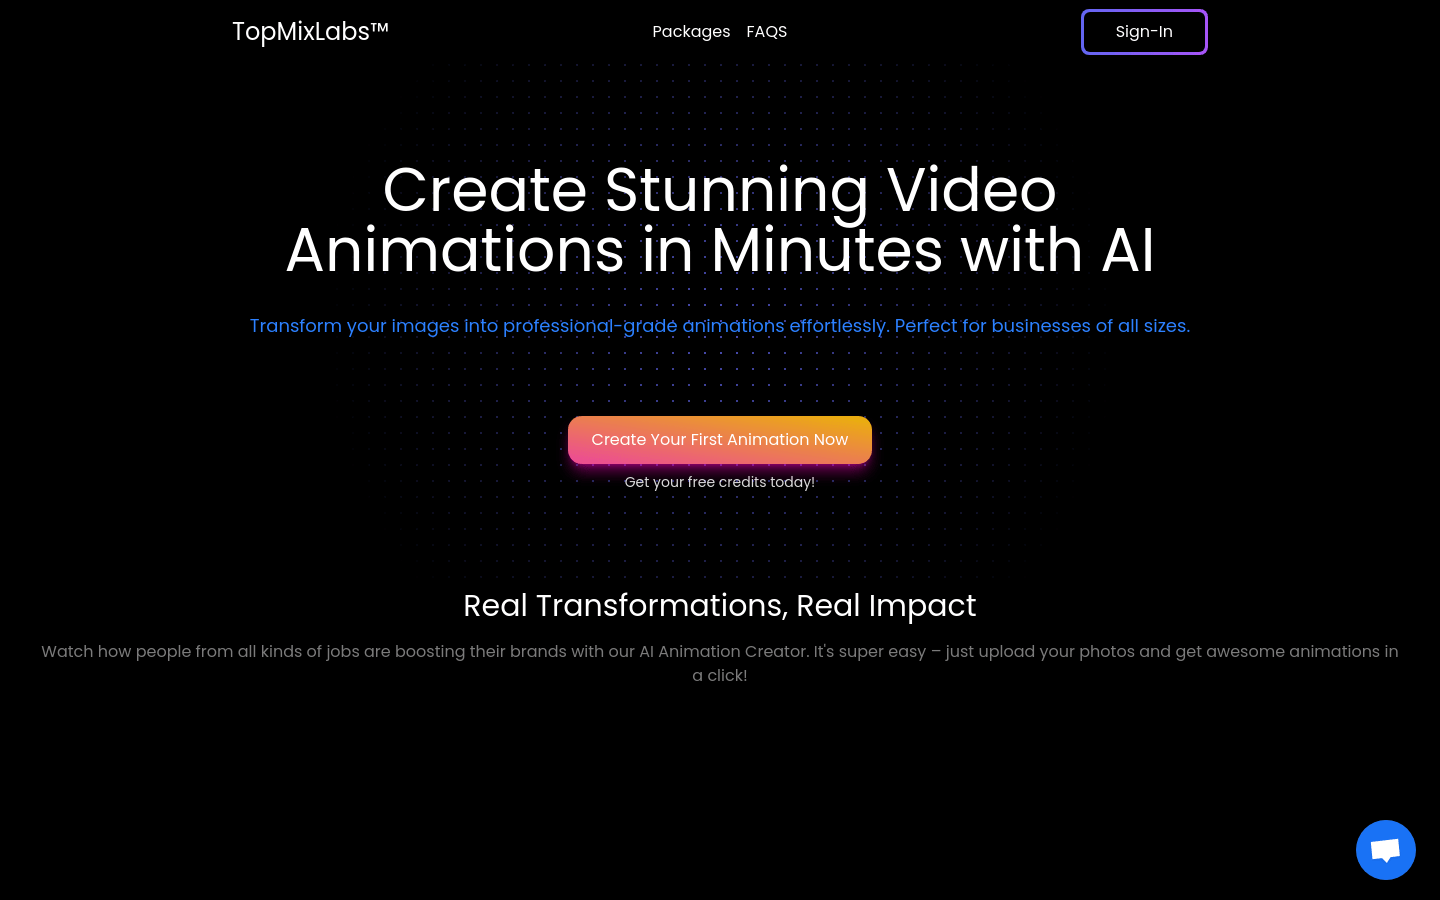 TopMixLabs™
Packages
FAQS
Sign-In
Create Stunning Video
Animations in Minutes with AI
Transform your images into professional-grade animations effortlessly. Perfect for businesses of all sizes.
Create Your First Animation Now
Get your free credits today!
Real Transformations, Real Impact
Watch how people from all kinds of jobs are boosting their brands with our AI Animation Creator. It's super easy – just upload your photos and get awesome animations in
a click!